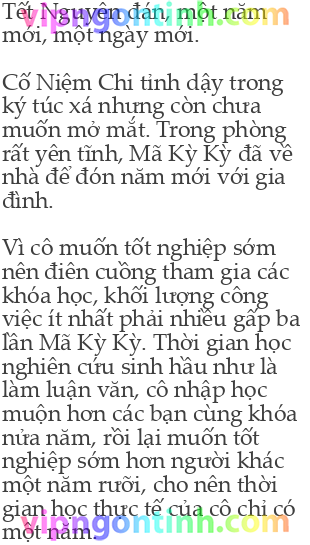 Tết Nguyên đán, một năm
vipngontinh.com
mới, một ngày mới.
Cố Niệm Chi tỉnh dậy trong
ký túc xá nhưng còn chưa
muốn mở mắt. Trong phòng
rất yên tĩnh, Mã Kỳ Kỳ đã về
nhà để đón năm mới với gia
đình.
Vì cô muốn tốt nghiệp sớm
nên điên cuồng tham gia các
khóa học, khối lượng công
việc ít nhất phải nhiều gấp ba
lần Mã Kỳ Kỳ. Thời gian học
nghiên cứu sinh hầu như là
làm luận văn, cô nhập học
muộn hơn các bạn cùng khóa
nửa năm, rồi lại muốn tốt
nghiệp sớm hơn người khác
một năm rưỡi, cho nên thời
gian học thực tế của cô chỉ có
vipngontinh.com
một năm.